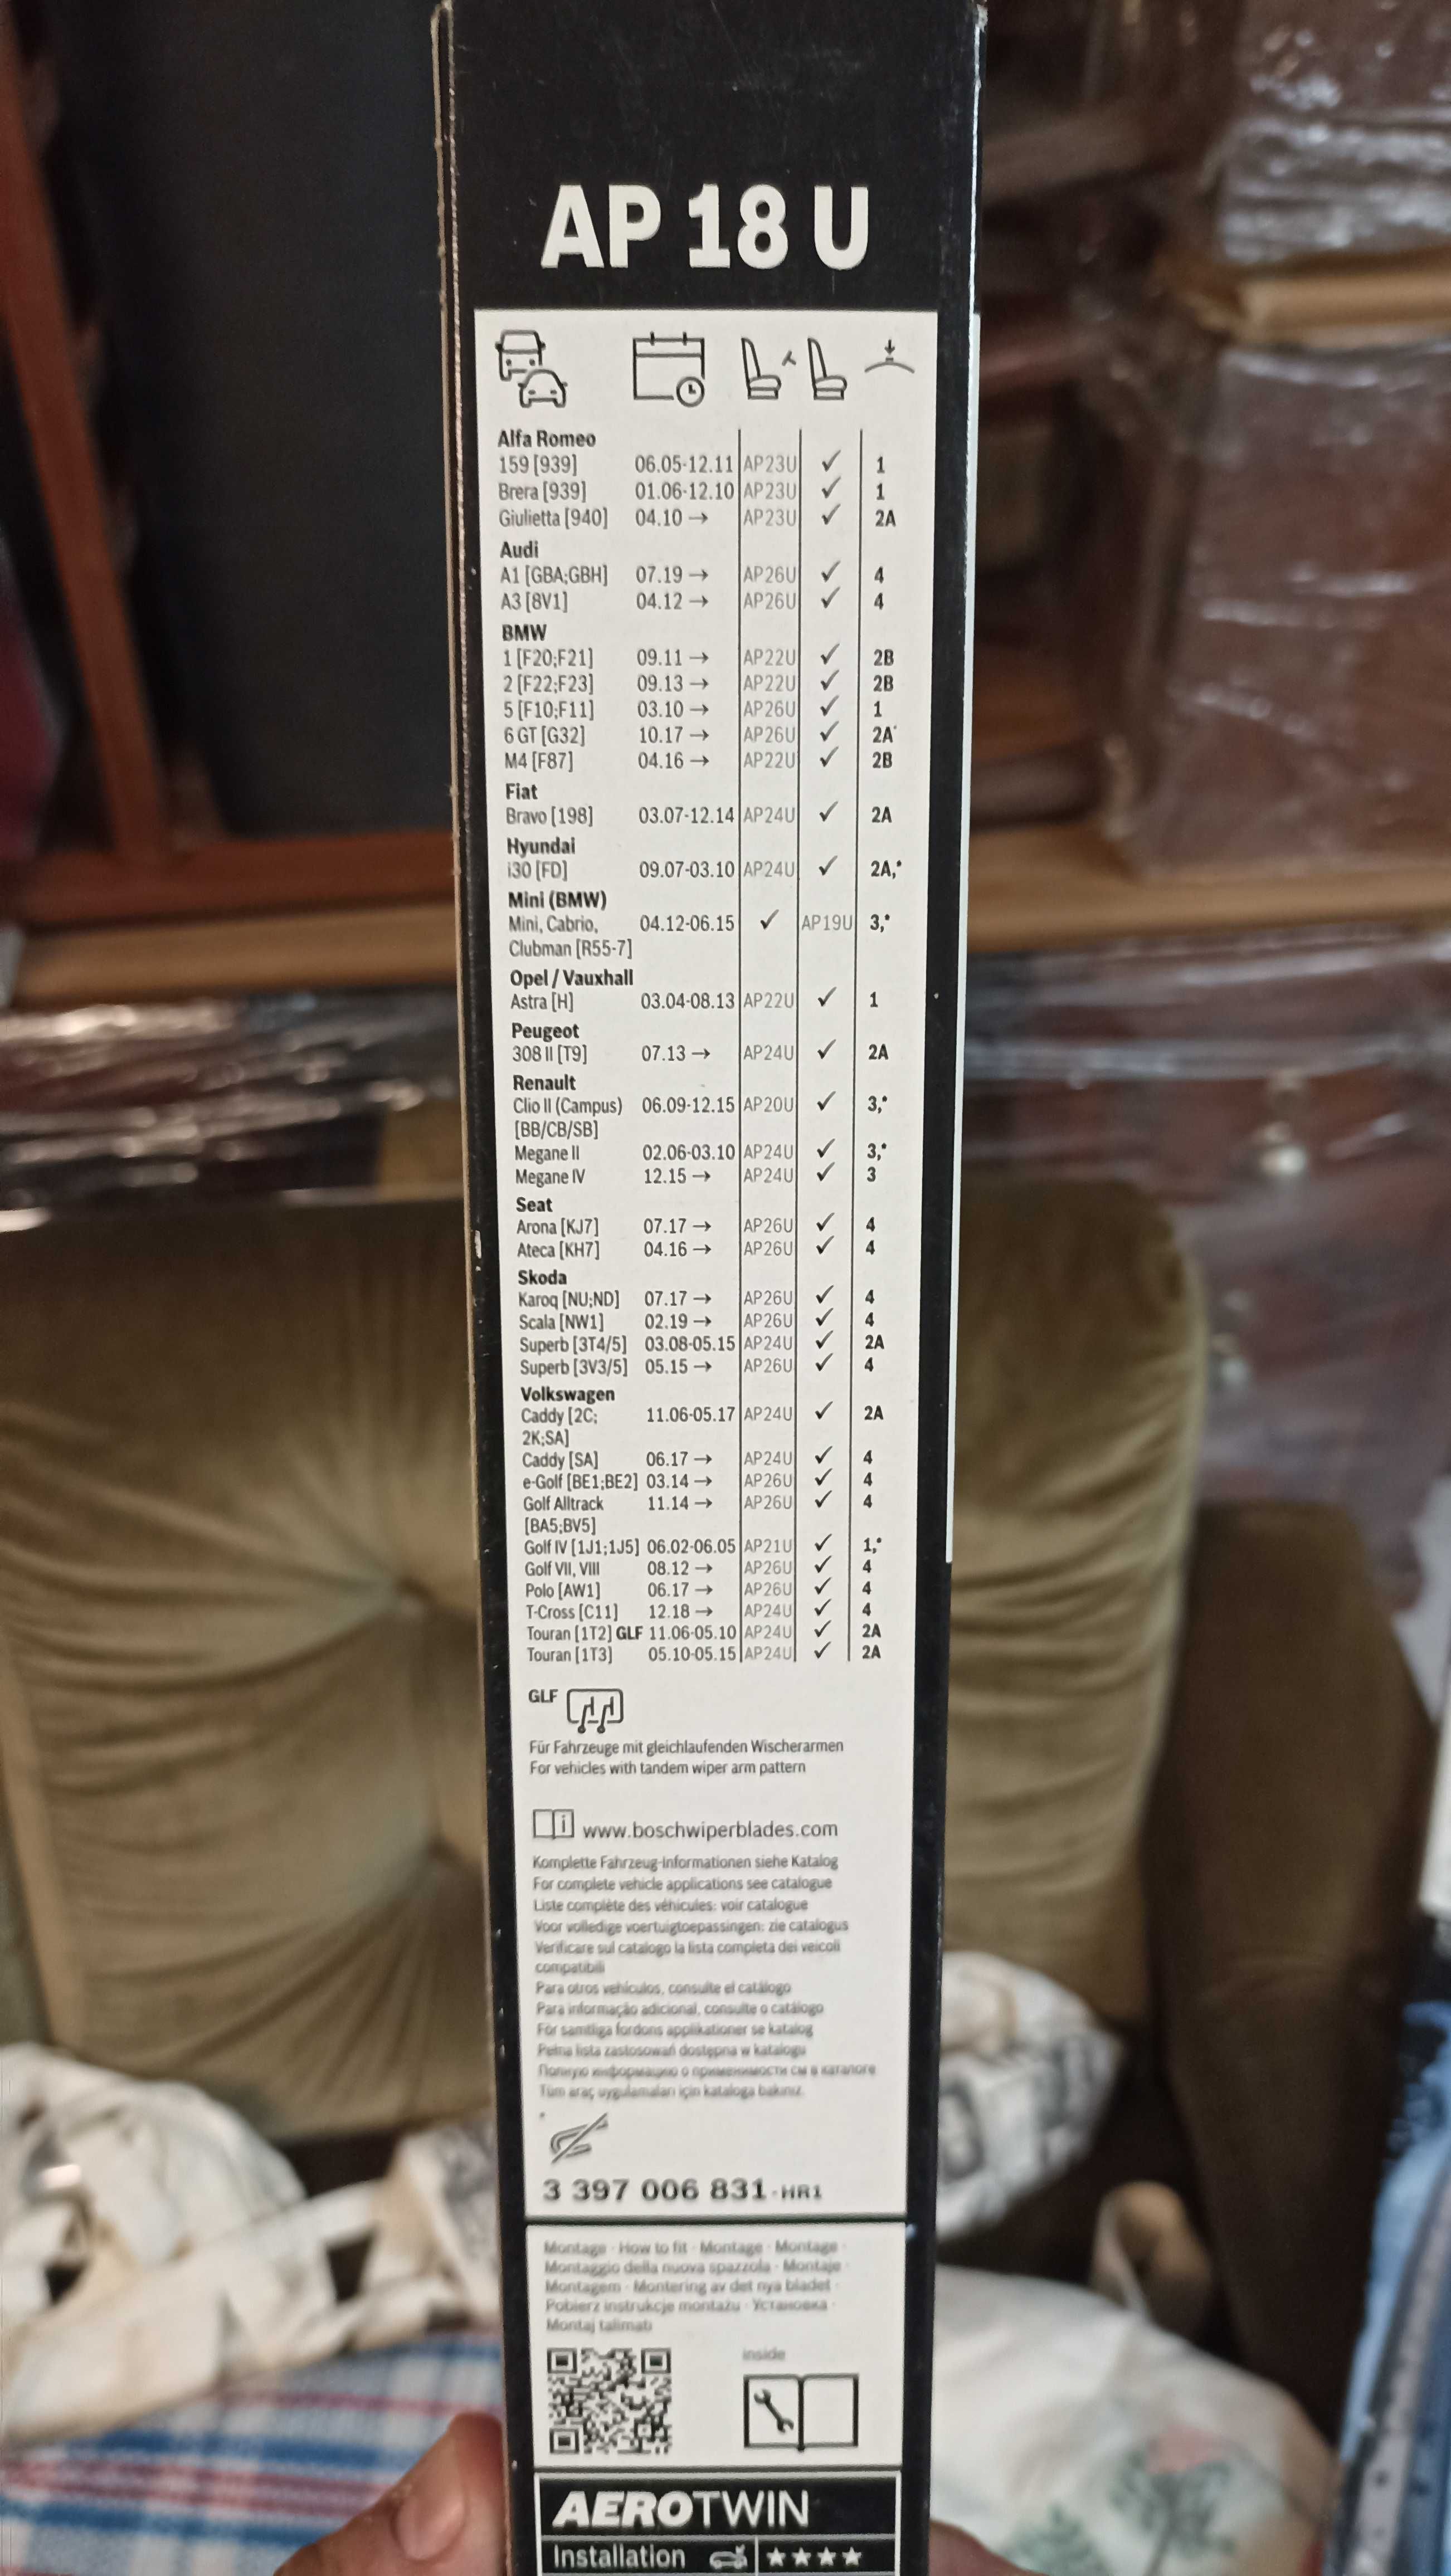 AP 18 U
Alfa Romeo
159 [939] 06.05-12.11 AP23U ✓ 1
Brera [939] 01.06-12.10 AP23U ✓ 1
Giulietta [940] 04.10 → AP23U ✓ 2A
Audi
A1 [GBA;GBH] 07.19 → AP26U ✓ 4
A3 [8V1] 04.12 → AP26U ✓ 4
BMW
1 [F20;F21] 09.11 → AP22U ✓ 2B
2 [F22;F23] 09.13 → AP22U ✓ 2B
5 [F10;F11] 03.10 → AP26U ✓ 1
6 GT [G32] 10.17 → AP26U ✓ 2A*
M4 [F87] 04.16 → AP22U ✓ 2B
Fiat
Bravo [198] 03.07-12.14 AP24U ✓ 2A
Hyundai
i30 [FD] 09.07-03.10 AP24U ✓ 2A,*
Mini (BMW)
Mini, Cabrio, 04.12-06.15 ✓ AP19U 3,*
Clubman [R55-7]
Opel / Vauxhall
Astra [H] 03.04-08.13 AP22U ✓ 1
Peugeot
308 II [T9] 07.13 → AP24U ✓ 2A
Renault
Clio II (Campus) 06.09-12.15 AP20U ✓ 3,*
[BB/CB/SB]
Megane II 02.06-03.10 AP24U ✓ 3,*
Megane IV 12.15 → AP24U ✓ 3
Seat
Arona [KJ7] 07.17 → AP26U ✓ 4
Ateca [KH7] 04.16 → AP26U ✓ 4
Skoda
Karoq [NU;ND] 07.17 → AP26U ✓ 4
Scala [NW1] 02.19 → AP26U ✓ 4
Superb [3T4/5] 03.08-05.15 AP24U ✓ 2A
Superb [3V3/5] 05.15 → AP26U ✓ 4
Volkswagen
Caddy [2C; 11.06-05.17 AP24U ✓ 2A
2K;SA]
Caddy [SA] 06.17 → AP24U ✓ 4
e-Golf [BE1;BE2] 03.14 → AP26U ✓ 4
Golf Alltrack 11.14 → AP26U ✓ 4
[BA5;BV5]
Golf IV [1J1;1J5] 06.02-06.05 AP21U ✓ 1,*
Golf VII, VIII 08.12 → AP26U ✓ 4
Polo [AW1] 06.17 → AP26U ✓ 4
T-Cross [C11] 12.18 → AP24U ✓ 4
Touran [1T2] GLF 11.06-05.10 AP24U ✓ 2A
Touran [1T3] 05.10-05.15 AP24U ✓ 2A
GLF
Für Fahrzeuge mit gleichlaufenden Wischerarmen
For vehicles with tandem wiper arm pattern
www.boschwiperblades.com
Komplette Fahrzeug-Informationen siehe Katalog
For complete vehicle applications see catalogue
Liste complète des véhicules: voir catalogue
Voor volledige voertuigtoepassingen: zie catalogus
Verificare sul catalogo la lista completa dei veicoli
compatibili
Para otros vehículos, consulte el catálogo
Para informação adicional, consulte o catálogo
För samtliga fordons applikationer se katalog
Pełna lista zastosowań dostępna w katalogu
Полную информацию о применимости см в каталоге
Tüm araç uygulamaları için kataloga bakınız.
*
3 397 006 831-HR1
Montage · How to fit · Montage · Montage ·
Montaggio della nuova spazzola · Montaje ·
Montagem · Montering av det nya bladet ·
Pobierz instrukcje montażu · Установка ·
Montaj talimatı
inside
AEROTWIN
Installation ★★★★